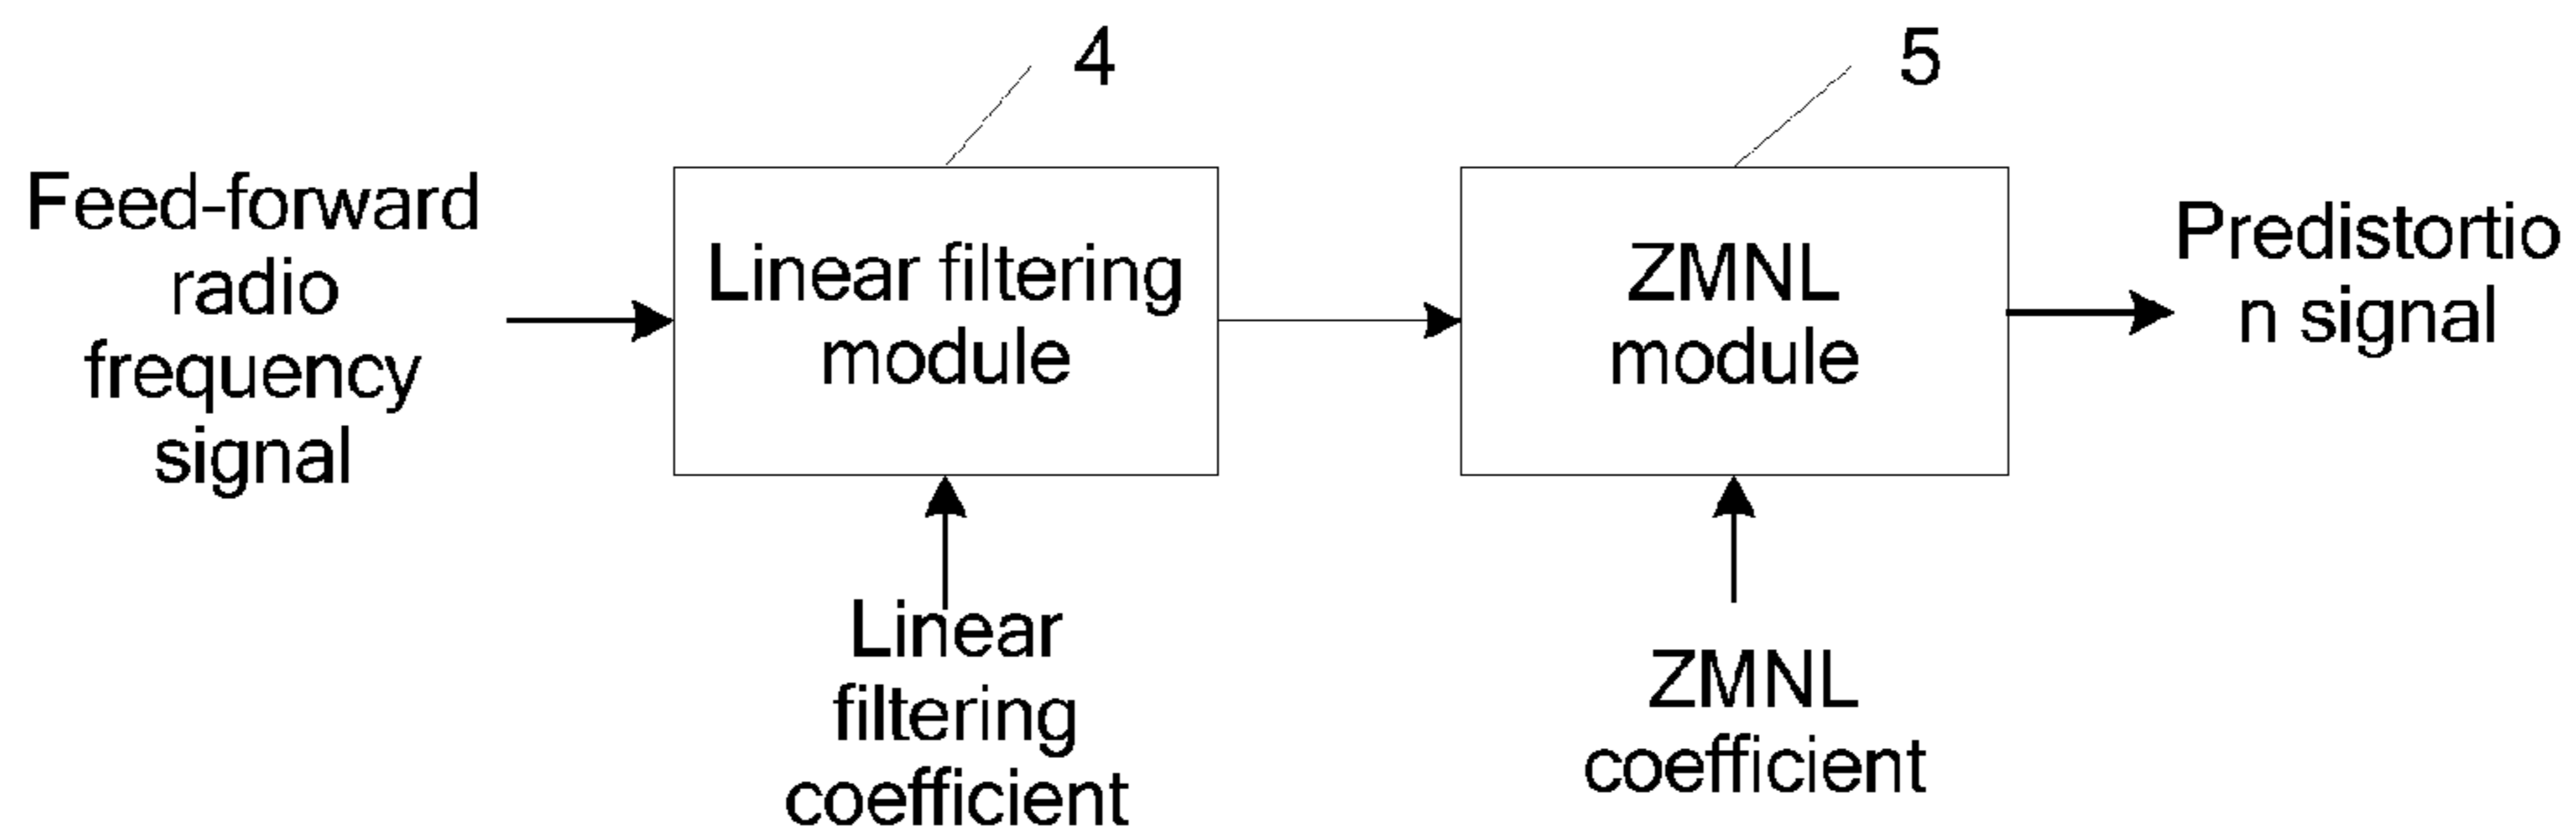 4
5
Feed-forward
radio
frequency
signal
Linear filtering
module
ZMNL
module
Predistortio
n signal
Linear
filtering
coefficient
ZMNL
coefficient